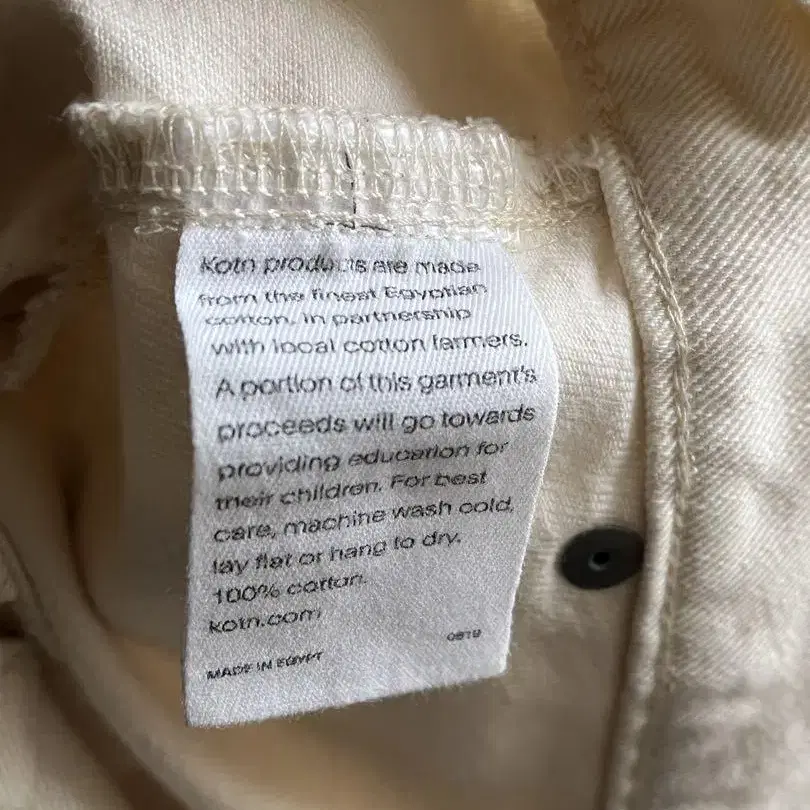 Kotn products are made
from the finest Egyptian
cotton, in partnership
with local cotton farmers.
A portion of this garment's
proceeds will go towards
providing education for
their children. For best
care, machine wash cold,
lay flat or hang to dry.
100% cotton.
kotn.com
MADE IN EGYPT